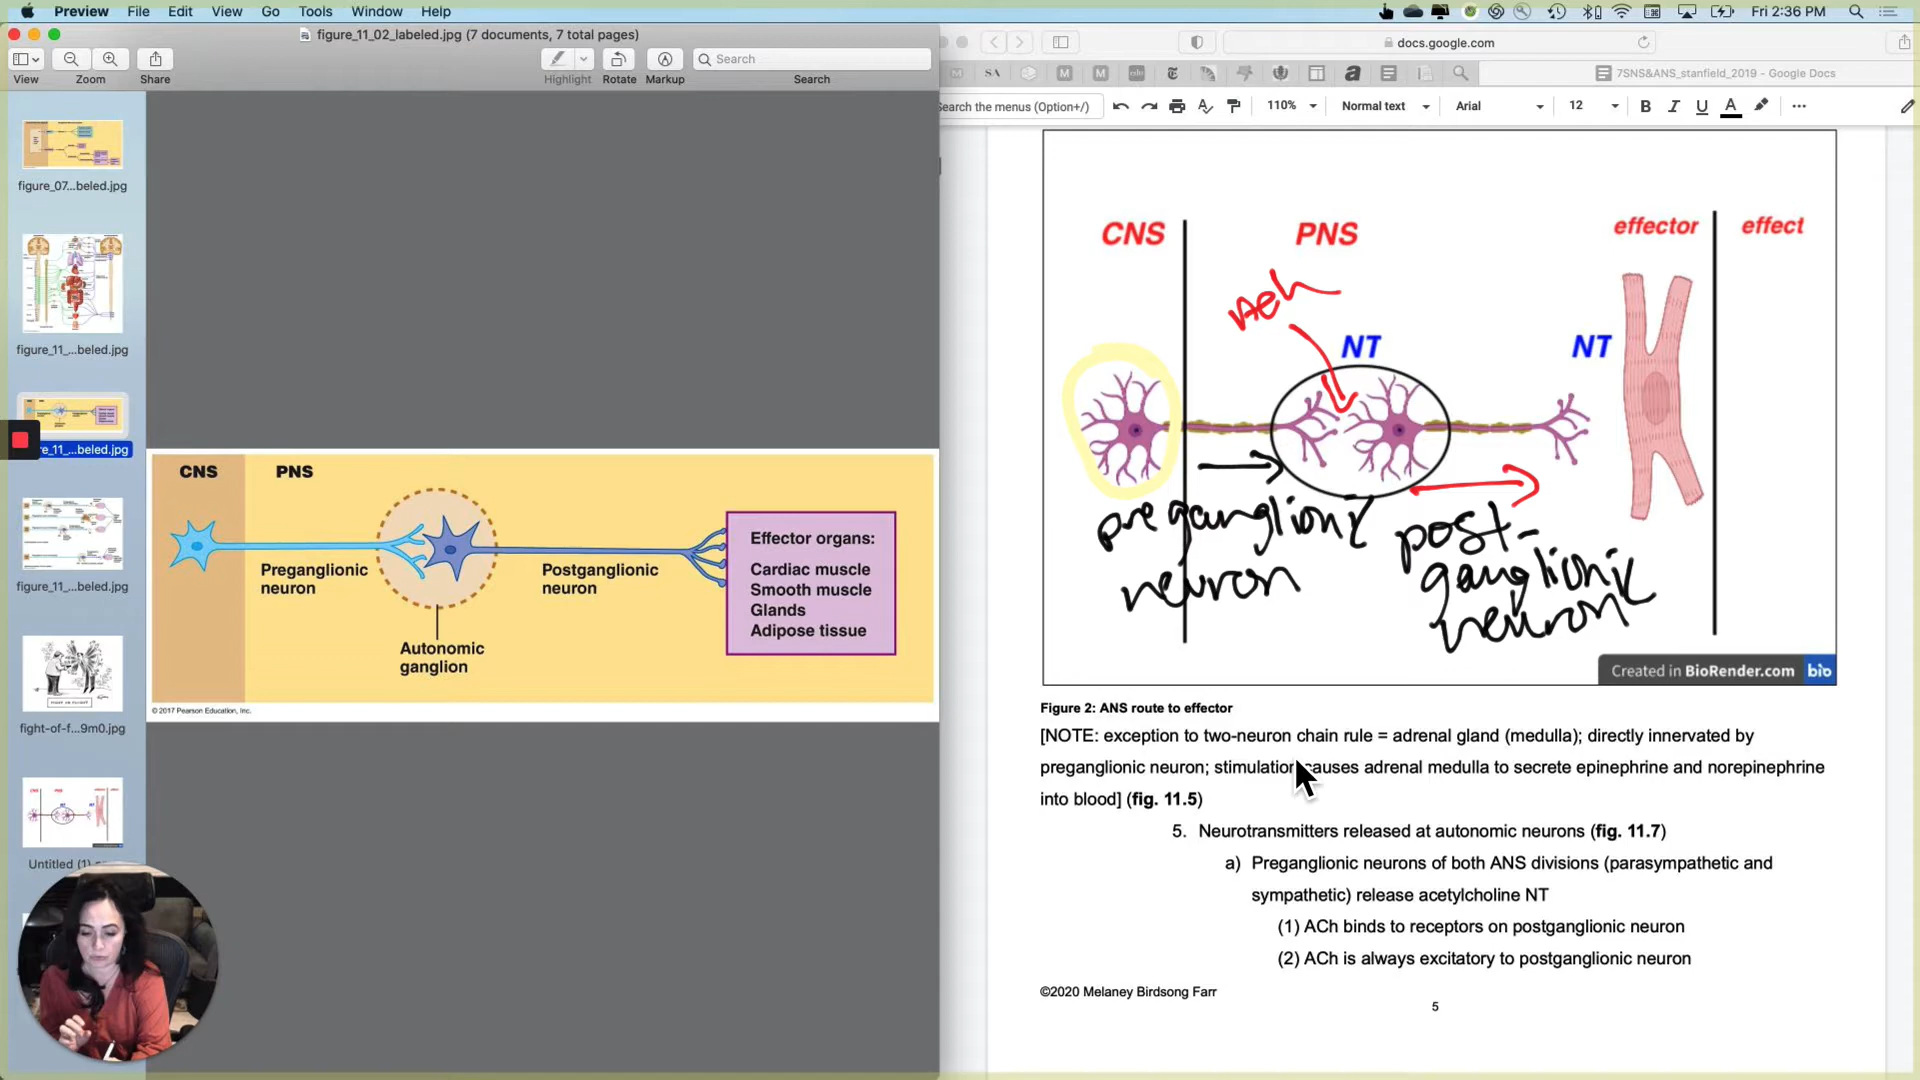 Preview File Edit View Go Tools Window Help
Fri 2:36 PM
figure_11_02_labeled.jpg (7 documents, 7 total pages)
View
Zoom
Share
Highlight
Rotate
Markup
Search
Search
figure_07...beled.jpg
figure_11_...beled.jpg
re_11_...beled.jpg
figure_11_...beled.jpg
FIGHT OR FLIGHT
fight-of-f...9m0.jpg
CNS
PNS
Preganglionic
neuron
Autonomic
ganglion
Postganglionic
neuron
Effector organs:
Cardiac muscle
Smooth muscle
Glands
Adipose tissue
© 2017 Pearson Education, Inc.
docs.google.com
SA
7SNS&ANS_stanfield_2019 - Google Docs
Search the menus (Option+/)
110%
Normal text
Arial
12
B I U A
CNS
PNS
effector
effect
ACh
NT
NT
preganglionic
neuron
post-
ganglionic
neuron
Created in BioRender.com bio
Figure 2: ANS route to effector
[NOTE: exception to two-neuron chain rule = adrenal gland (medulla); directly innervated by
preganglionic neuron; stimulation causes adrenal medulla to secrete epinephrine and norepinephrine
into blood] (fig. 11.5)
5. Neurotransmitters released at autonomic neurons (fig. 11.7)
a) Preganglionic neurons of both ANS divisions (parasympathetic and
sympathetic) release acetylcholine NT
(1) ACh binds to receptors on postganglionic neuron
(2) ACh is always excitatory to postganglionic neuron
©2020 Melaney Birdsong Farr
5